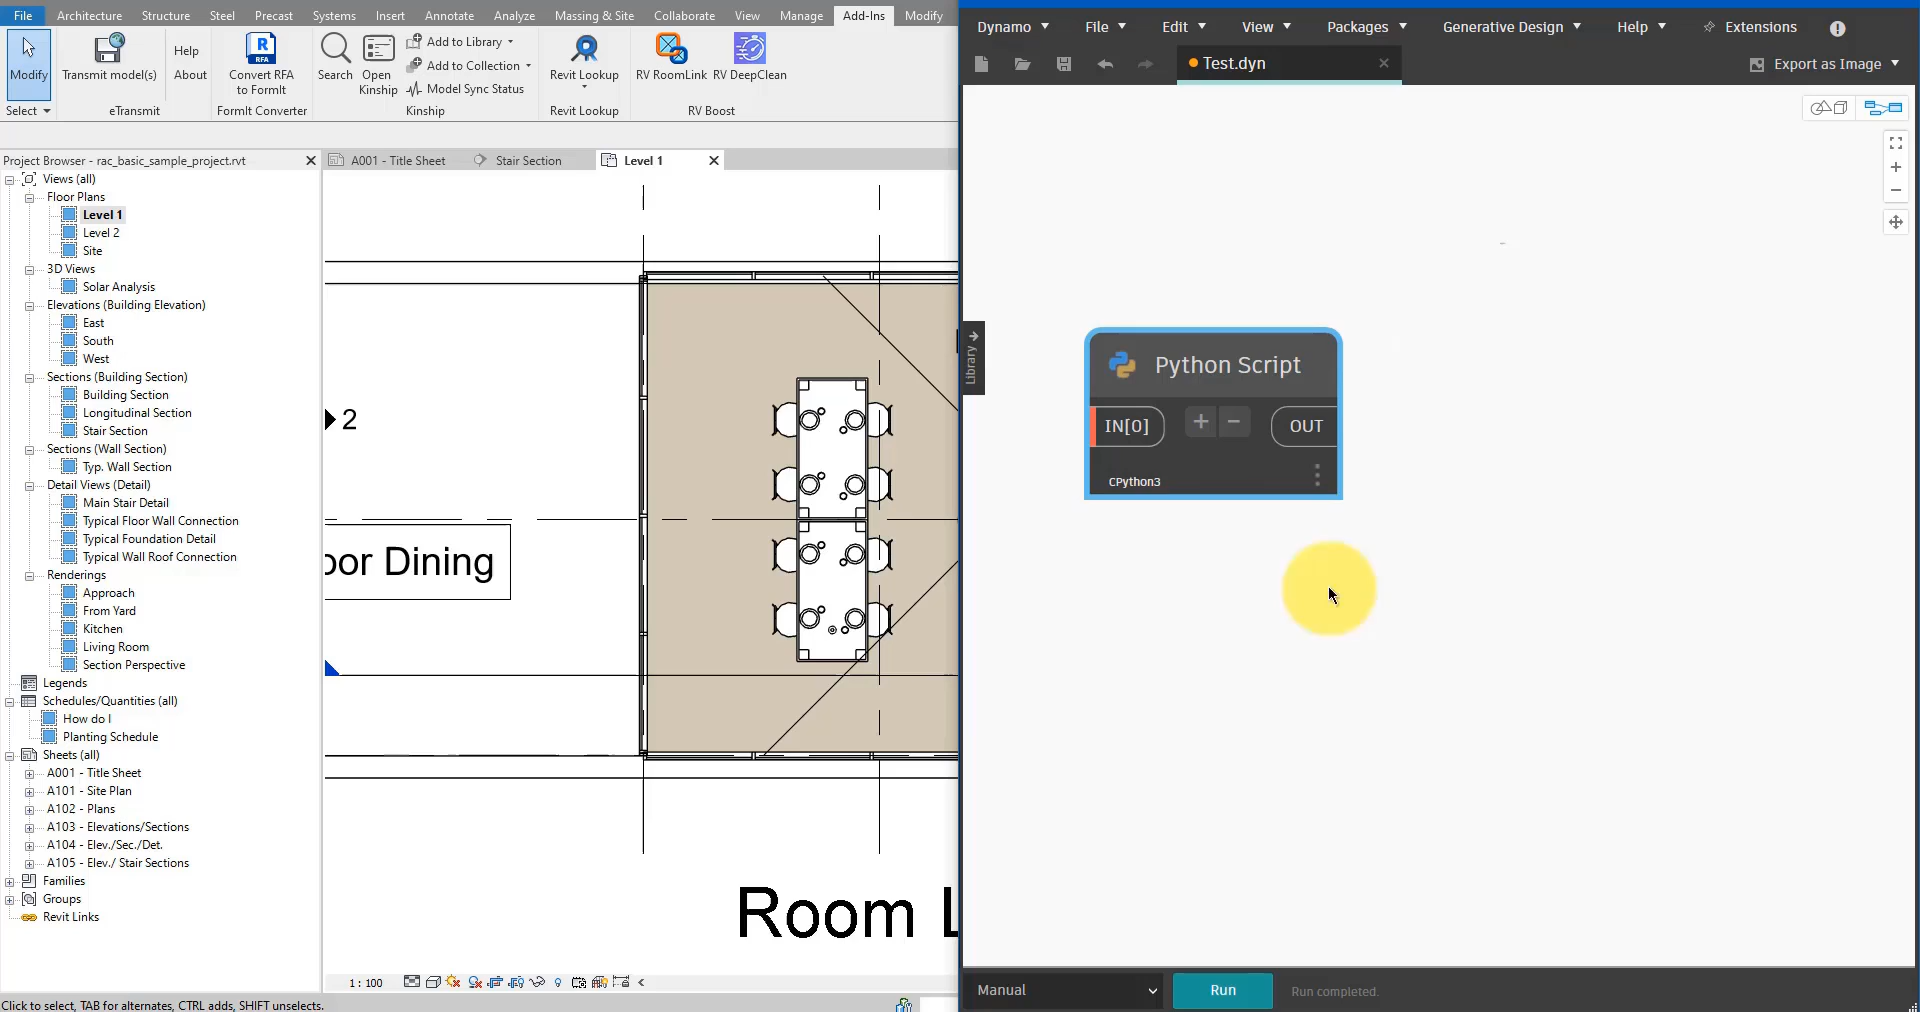 File Architecture Structure Steel Precast Systems Insert Annotate Analyze Massing & Site Collaborate View Manage Add-Ins Modify
Modify
Transmit model(s)
Help
About
RFA
Convert RFA
to FormIt
Search
Open
Kinship
Add to Library
Add to Collection
Model Sync Status
Revit Lookup
RV RoomLink
RV DeepClean
Select
eTransmit
FormIt Converter
Kinship
Revit Lookup
RV Boost
Project Browser - rac_basic_sample_project.rvt
A001 - Title Sheet
Stair Section
Level 1
Views (all)
Floor Plans
Level 1
Level 2
Site
3D Views
Solar Analysis
Elevations (Building Elevation)
East
South
West
Sections (Building Section)
Building Section
Longitudinal Section
Stair Section
Sections (Wall Section)
Typ. Wall Section
Detail Views (Detail)
Main Stair Detail
Typical Floor Wall Connection
Typical Foundation Detail
Typical Wall Roof Connection
Renderings
Approach
From Yard
Kitchen
Living Room
Section Perspective
Legends
Schedules/Quantities (all)
How do I
Planting Schedule
Sheets (all)
A001 - Title Sheet
A101 - Site Plan
A102 - Plans
A103 - Elevations/Sections
A104 - Elev./Sec./Det.
A105 - Elev./ Stair Sections
Families
Groups
Revit Links
2
oor Dining
Room L
1 : 100
Click to select, TAB for alternates, CTRL adds, SHIFT unselects.
Dynamo File Edit View Packages Generative Design Help Extensions
Test.dyn
Export as Image
Library
Python Script
IN[0]
+
-
OUT
CPython3
Manual
Run
Run completed.